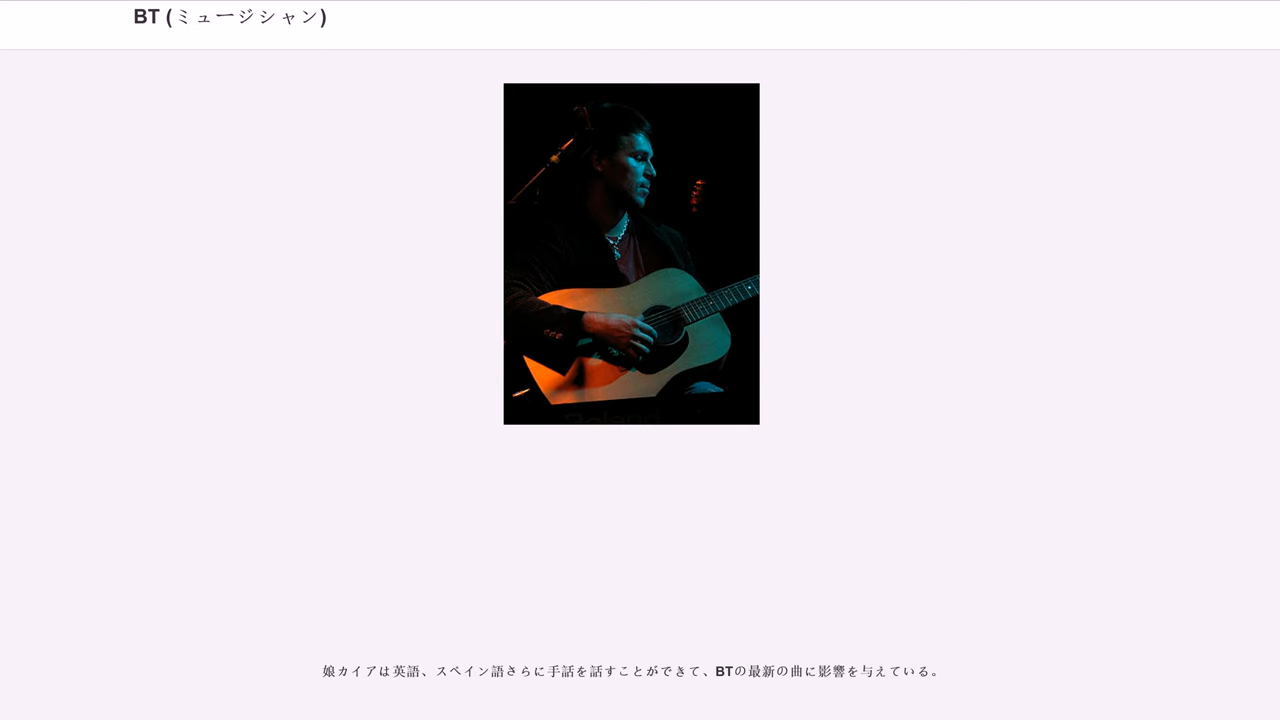 BT (ミュージシャン)
Roland
娘カイアは英語、スペイン語さらに手話を話すことができて、BTの最新の曲に影響を与えている。